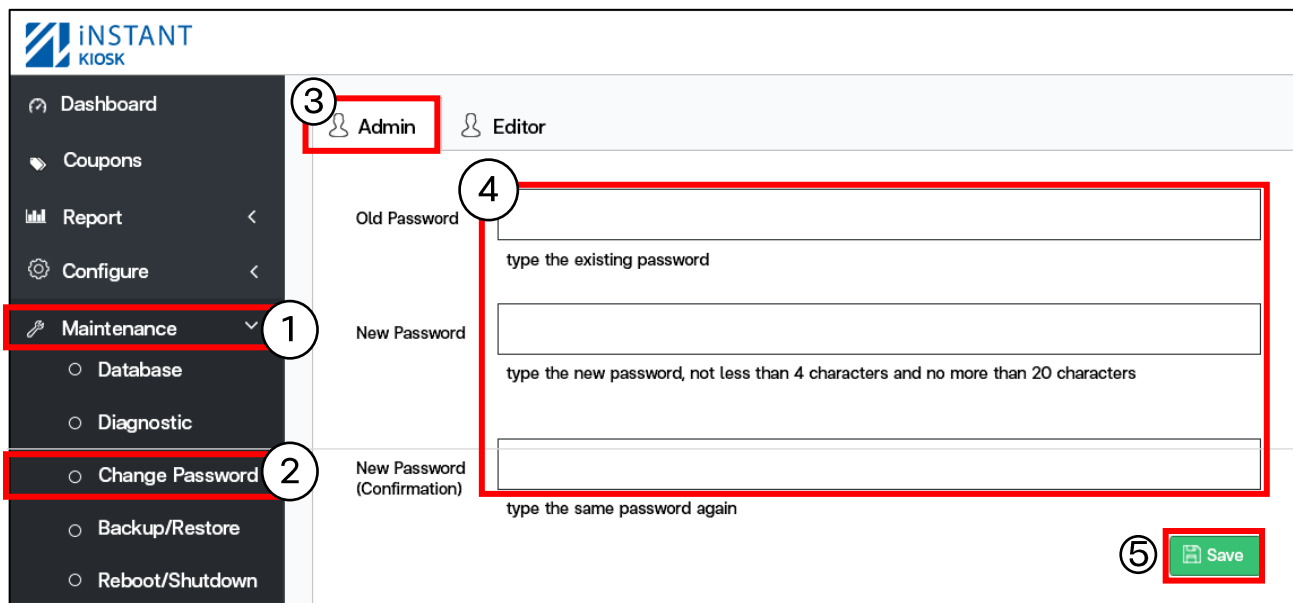 iNSTANT
KIOSK
Dashboard
Coupons
Report
Configure
Maintenance
1
Database
Diagnostic
Change Password
2
Backup/Restore
Reboot/Shutdown
3
Admin
Editor
4
Old Password
type the existing password
New Password
type the new password, not less than 4 characters and no more than 20 characters
New Password
(Confirmation)
type the same password again
5
Save